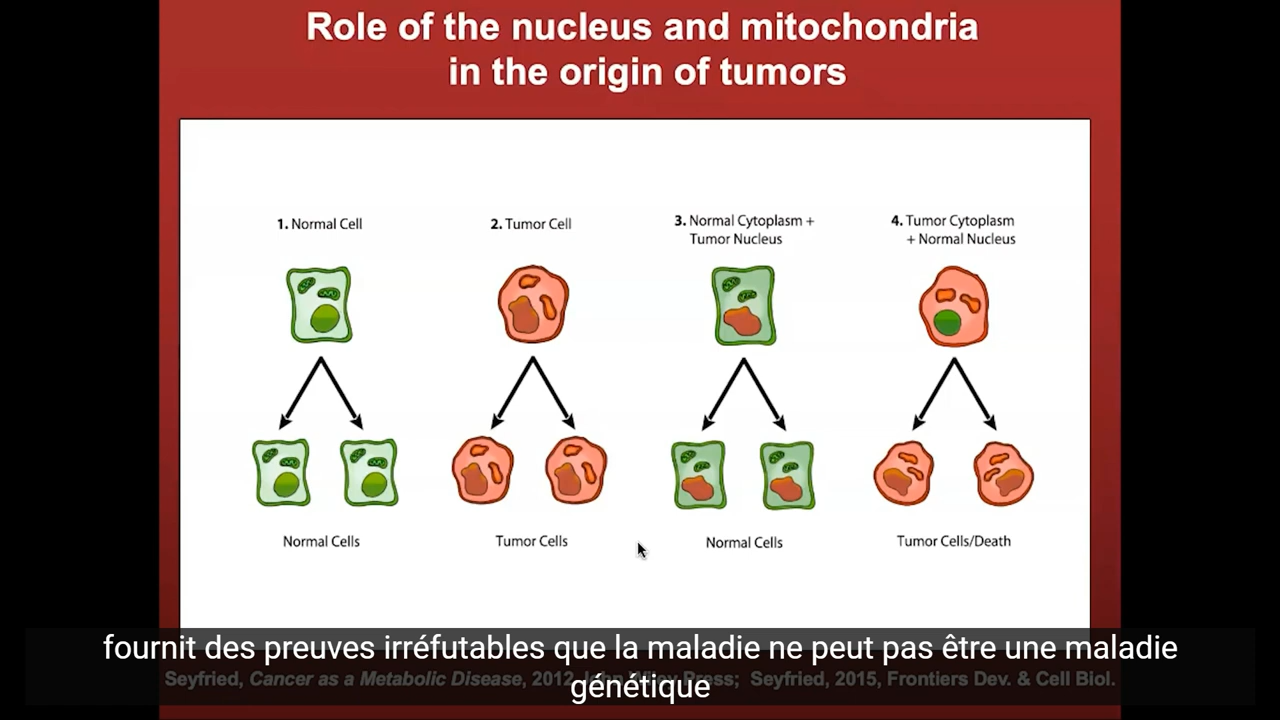 Role of the nucleus and mitochondria
in the origin of tumors
1. Normal Cell
2. Tumor Cell
3. Normal Cytoplasm +
Tumor Nucleus
4. Tumor Cytoplasm
+ Normal Nucleus
Normal Cells
Tumor Cells
Normal Cells
Tumor Cells/Death
fournit des preuves irréfutables que la maladie ne peut pas être une maladie
génétique
Seyfried, Cancer as a Metabolic Disease, 2012, Press; Seyfried, 2015, Frontiers Dev. & Cell Biol.